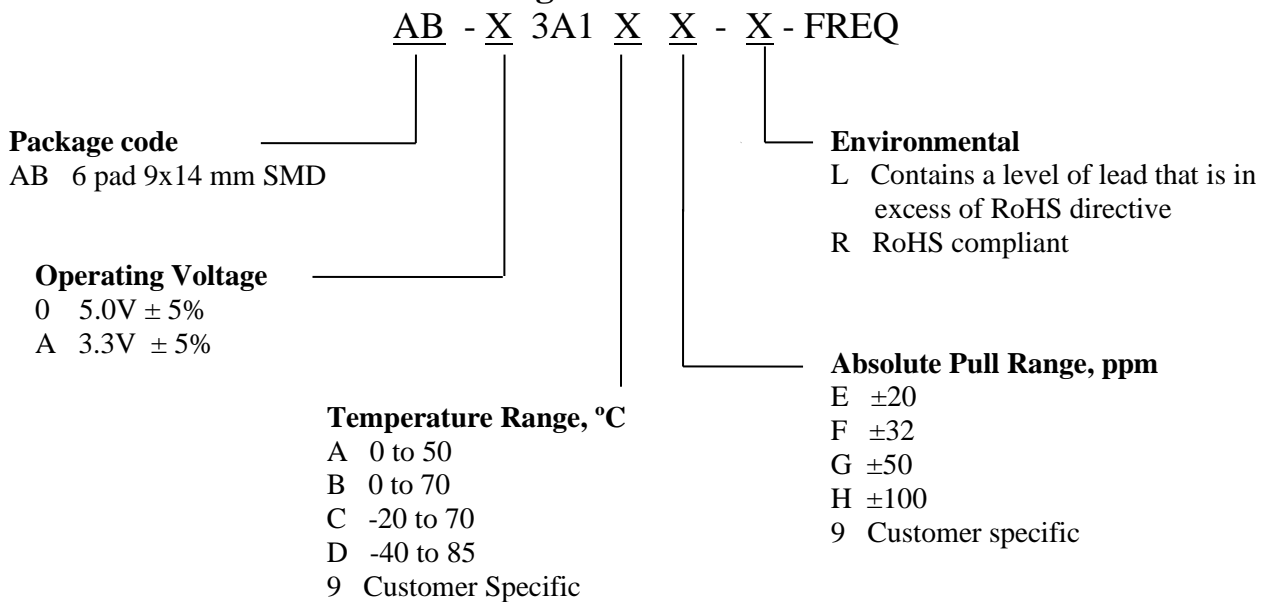 AB - X 3A1 X X - X - FREQ
Package code
AB 6 pad 9x14 mm SMD
Operating Voltage
0 5.0V ± 5%
A 3.3V ± 5%
Temperature Range, ºC
A 0 to 50
B 0 to 70
C -20 to 70
D -40 to 85
9 Customer Specific
Environmental
L Contains a level of lead that is in
excess of RoHS directive
R RoHS compliant
Absolute Pull Range, ppm
E ±20
F ±32
G ±50
H ±100
9 Customer specific